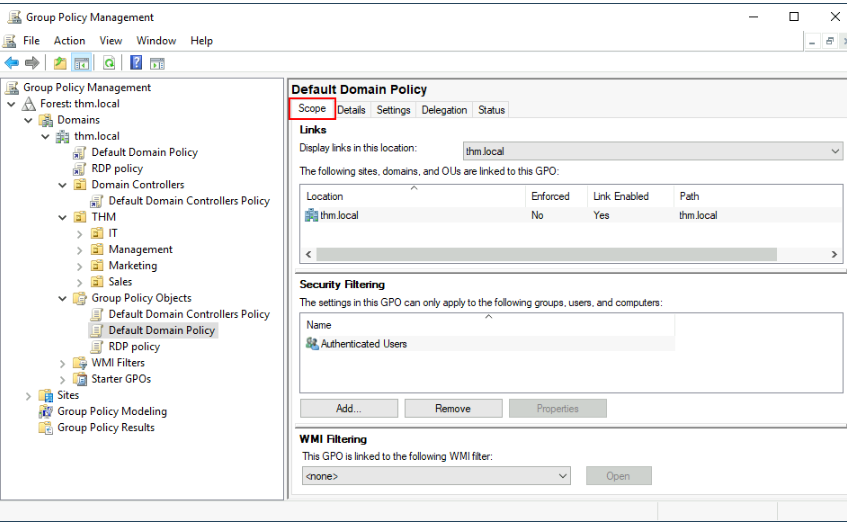 Group Policy Management
File Action View Window Help
Group Policy Management
Forest: thm.local
Domains
thm.local
Default Domain Policy
RDP policy
Domain Controllers
Default Domain Controllers Policy
THM
IT
Management
Marketing
Sales
Group Policy Objects
Default Domain Controllers Policy
Default Domain Policy
RDP policy
WMI Filters
Starter GPOs
Sites
Group Policy Modeling
Group Policy Results
Default Domain Policy
Scope Details Settings Delegation Status
Links
Display links in this location: thm.local
The following sites, domains, and OUs are linked to this GPO:
Location Enforced Link Enabled Path
thm.local No Yes thm.local
Security Filtering
The settings in this GPO can only apply to the following groups, users, and computers:
Name
Authenticated Users
Add... Remove Properties
WMI Filtering
This GPO is linked to the following WMI filter:
<none> Open